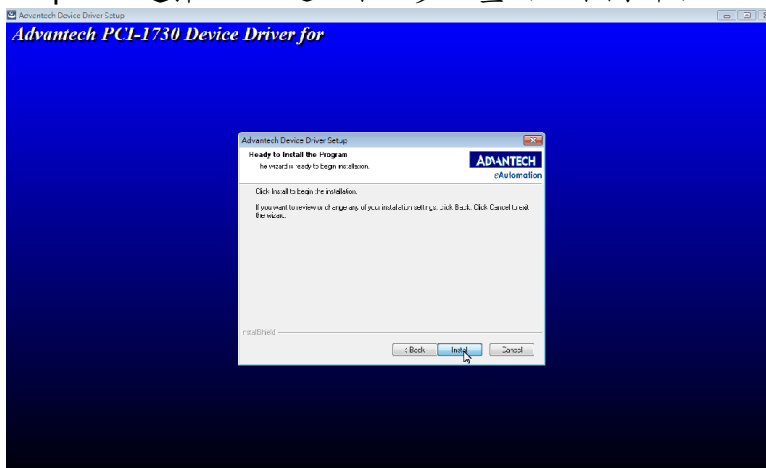 Advantech Device Driver Setup
Advantech PCI-1730 Device Driver for
Advantech Device Driver Setup
Ready to Install the Program
The wizard is ready to begin installation.
ADVANTECH
eAutomation
Click Install to begin the installation.
If you want to review or change any of your installation settings, click Back. Click Cancel to exit
the wizard.
InstallShield
< Back
Install
Cancel